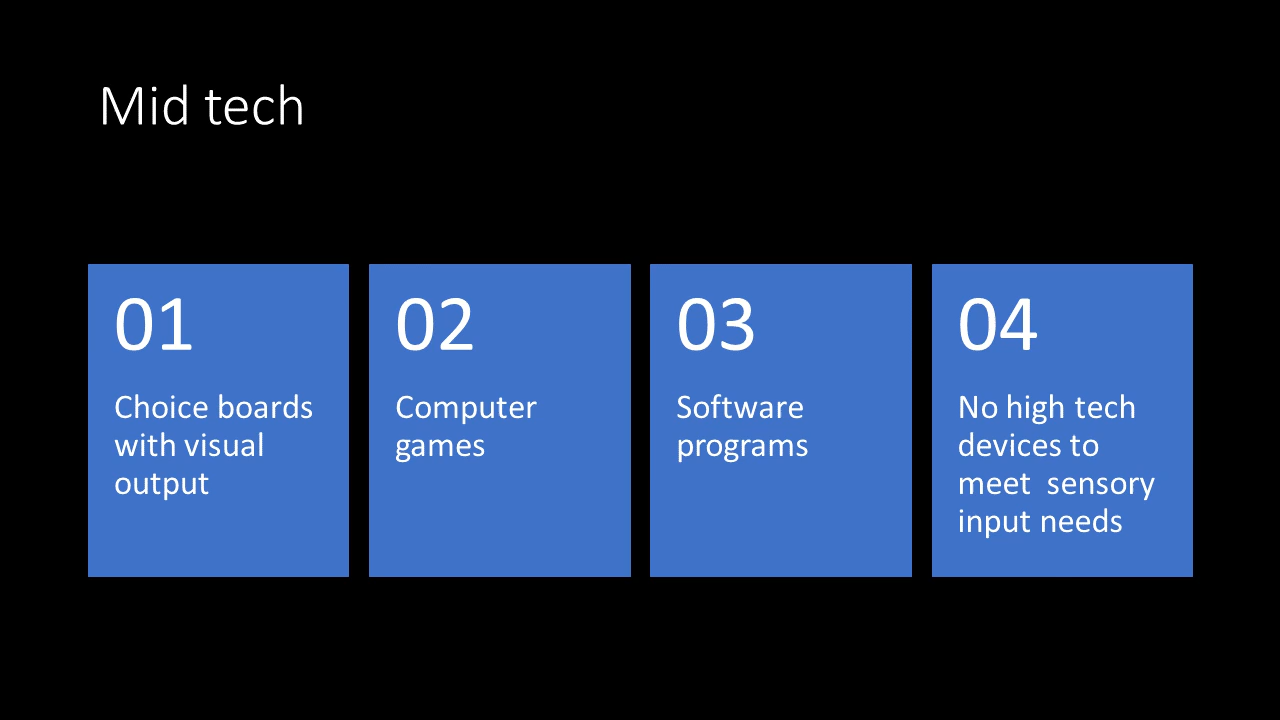 Mid tech
01
Choice boards
with visual
output
02
Computer
games
03
Software
programs
04
No high tech
devices to
meet  sensory
input needs